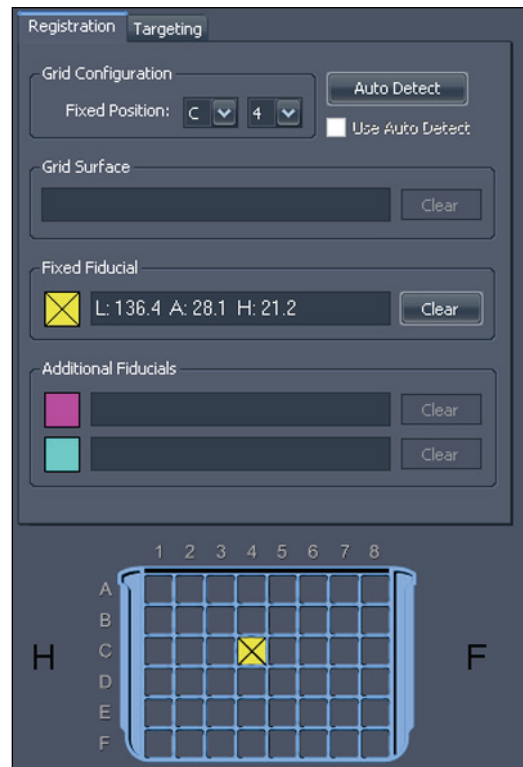 Registration Targeting
Grid Configuration
Fixed Position: C 4
Auto Detect
Use Auto Detect
Grid Surface
Clear
Fixed Fiducial
L: 136.4 A: 28.1 H: 21.2 Clear
Additional Fiducials
Clear
Clear
1 2 3 4 5 6 7 8
A
B
H C F
D
E
F